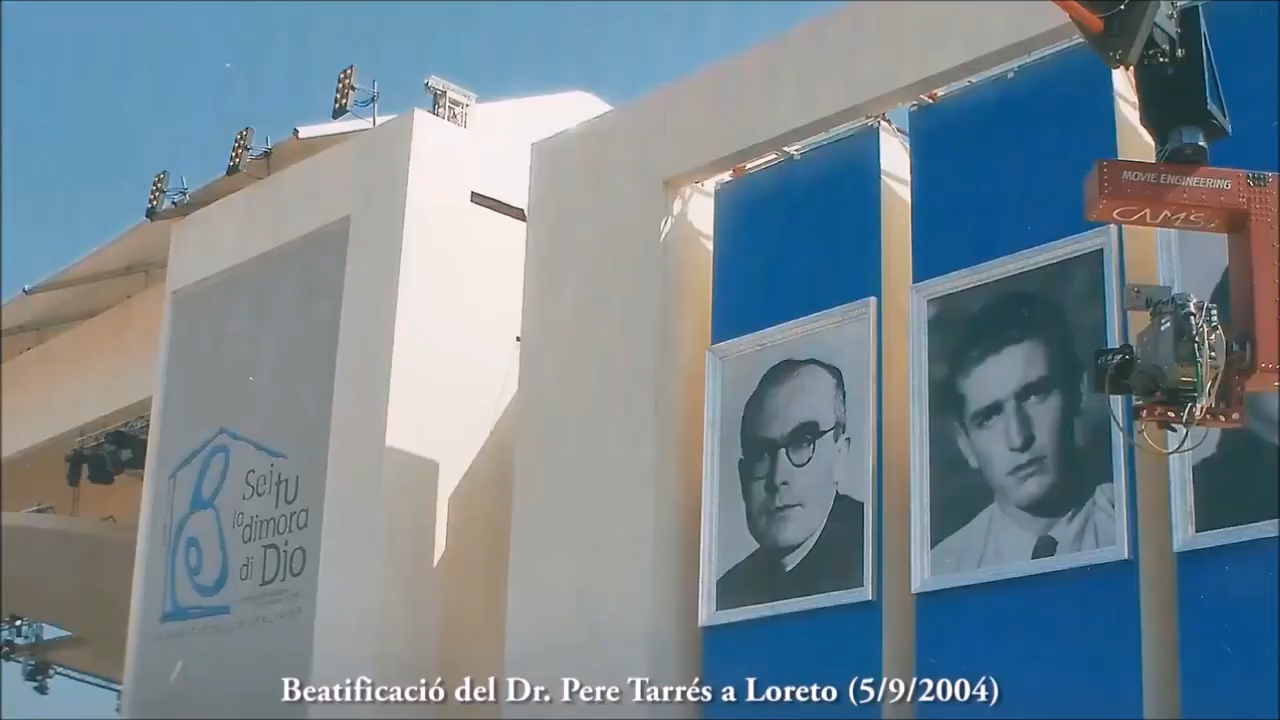 MOVIE ENGINEERING
CAMS
Sei tu
la dimora
di Dio
Beatificació del Dr. Pere Tarrés a Loreto (5/9/2004)